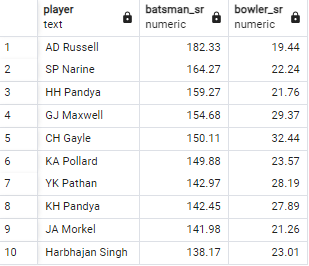 player batsman_sr bowler_sr
text numeric numeric
1 AD Russell 182.33 19.44
2 SP Narine 164.27 22.24
3 HH Pandya 159.27 21.76
4 GJ Maxwell 154.68 29.37
5 CH Gayle 150.11 32.44
6 KA Pollard 149.88 23.57
7 YK Pathan 142.97 28.19
8 KH Pandya 142.45 27.89
9 JA Morkel 141.98 21.26
10 Harbhajan Singh 138.17 23.01